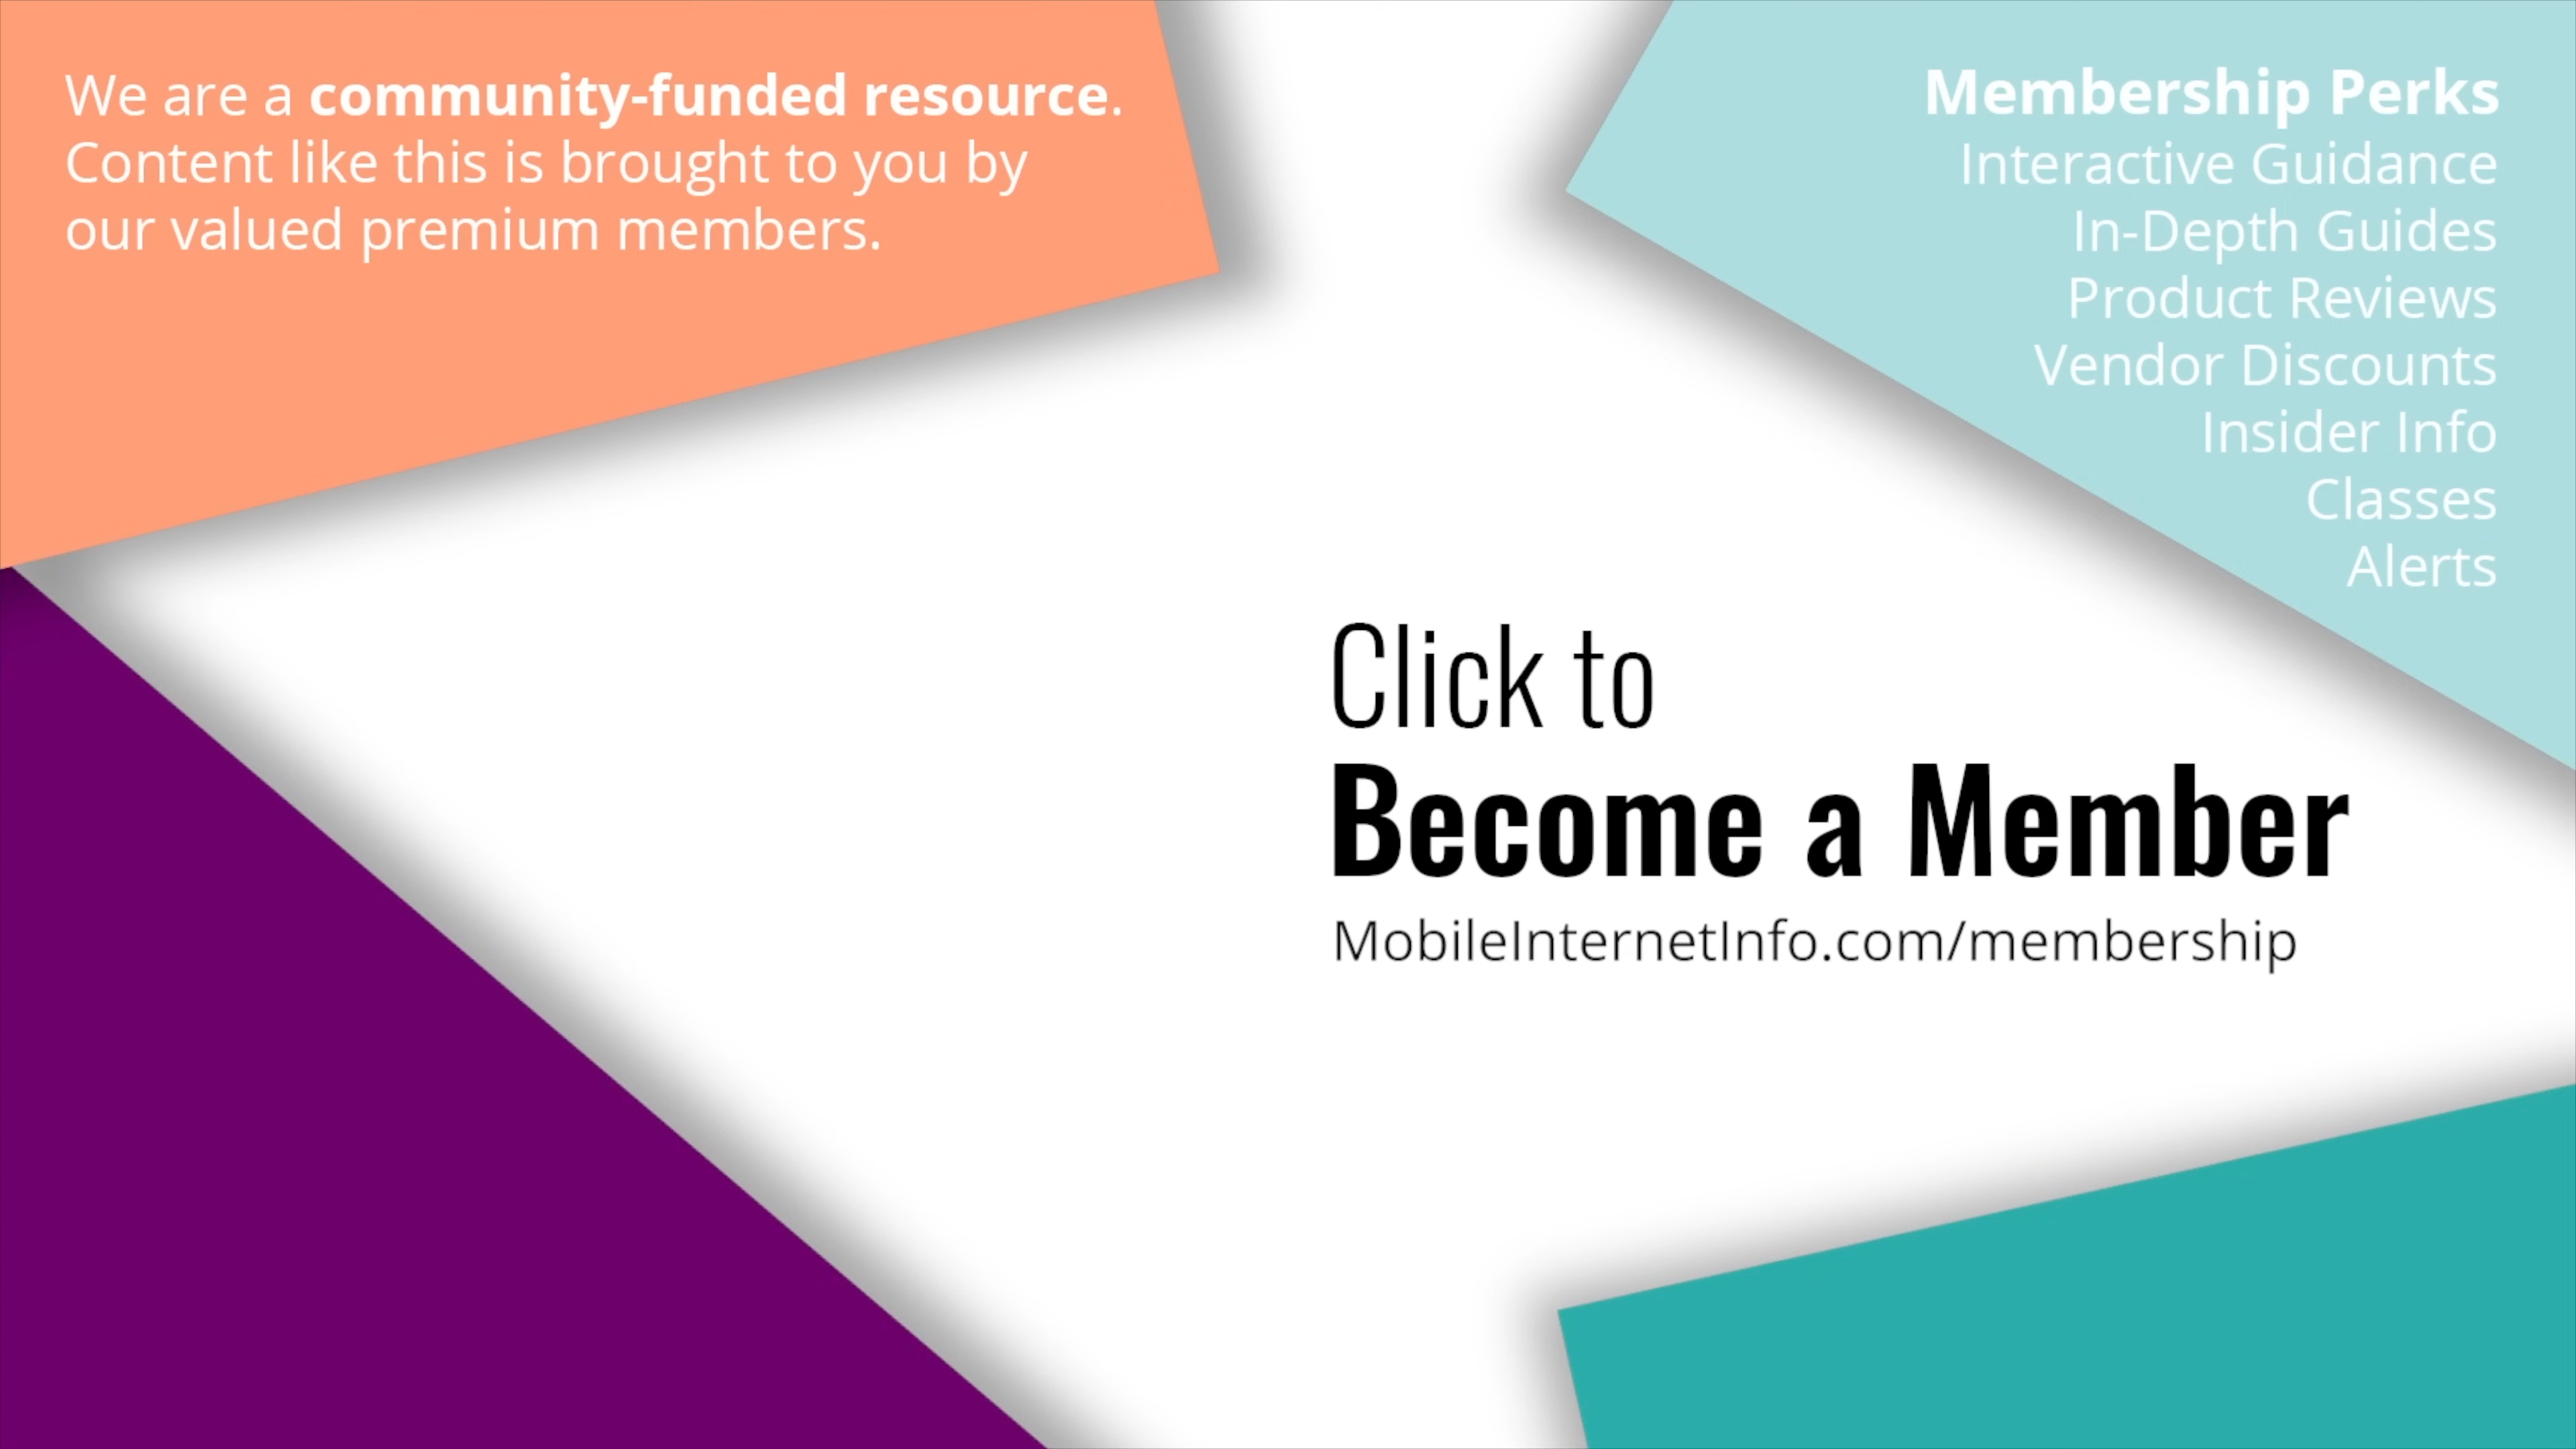 We are a community-funded resource.
Content like this is brought to you by
our valued premium members.
Membership Perks
Interactive Guidance
In-Depth Guides
Product Reviews
Vendor Discounts
Insider Info
Classes
Alerts
Click to
Become a Member
MobileInternetInfo.com/membership